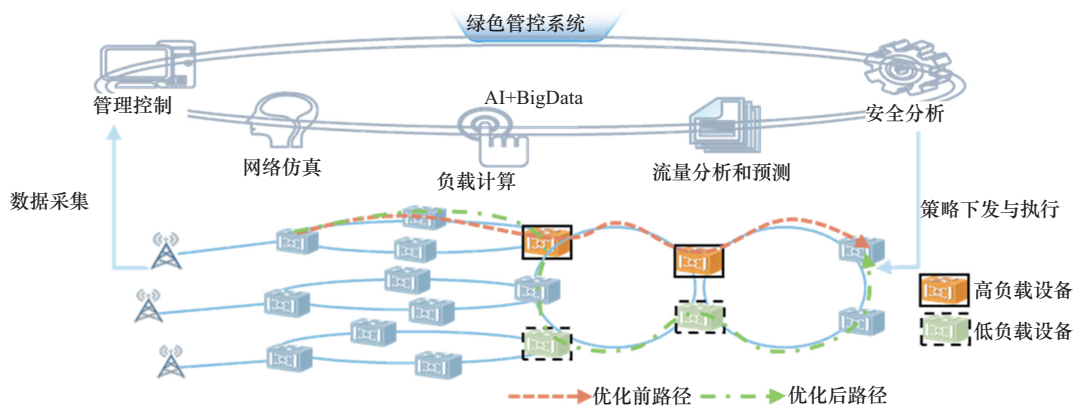 绿色管控系统
管理控制
AI+BigData
安全分析
网络仿真
负载计算
流量分析和预测
数据采集
策略下发与执行
高负载设备
低负载设备
优化前路径
优化后路径